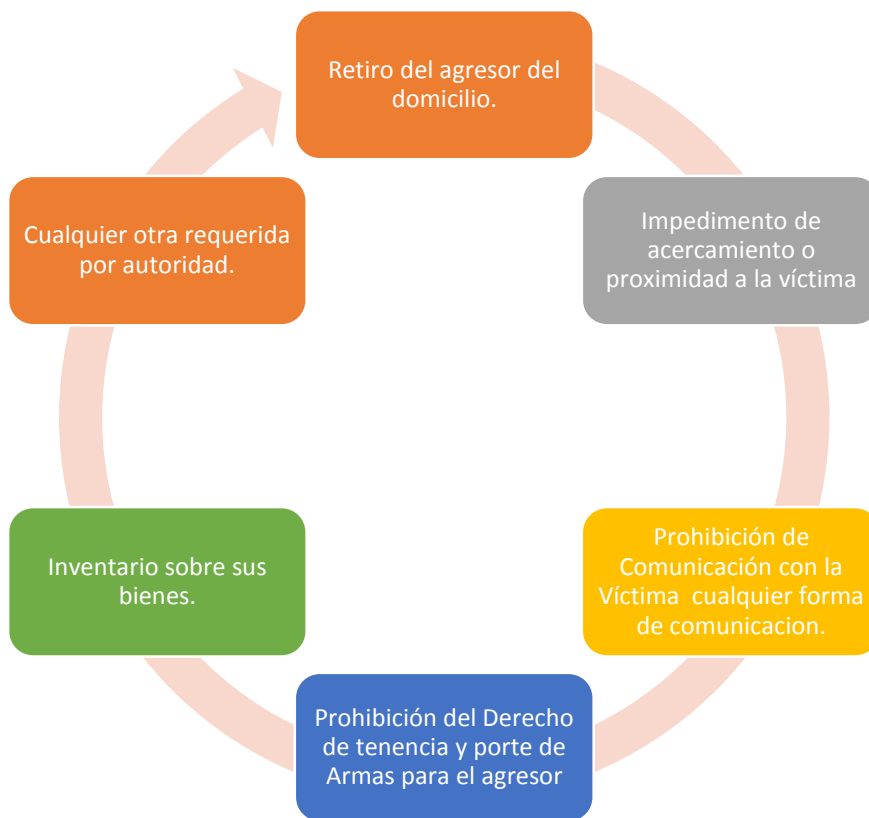 Retiro del agresor del
domicilio.
Impedimento de
acercamiento o
proximidad a la víctima
Prohibición de
Comunicación con la
Víctima  cualquier forma
de comunicacion.
Prohibición del Derecho
de tenencia y porte de
Armas para el agresor
Inventario sobre sus
bienes.
Cualquier otra requerida
por autoridad.